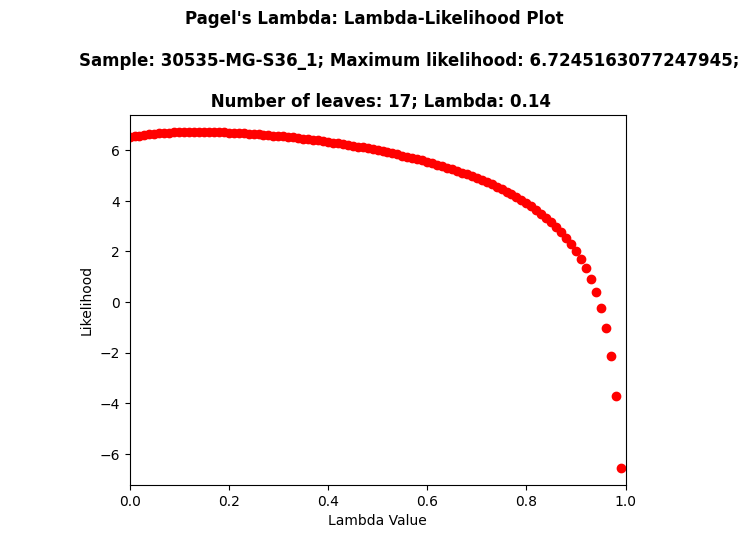 Pagel's Lambda: Lambda-Likelihood Plot
Sample: 30535-MG-S36_1; Maximum likelihood: 6.7245163077247945;
Number of leaves: 17; Lambda: 0.14
6
4
2
0
−2
−4
−6
Likelihood
0.0 0.2 0.4 0.6 0.8 1.0
Lambda Value